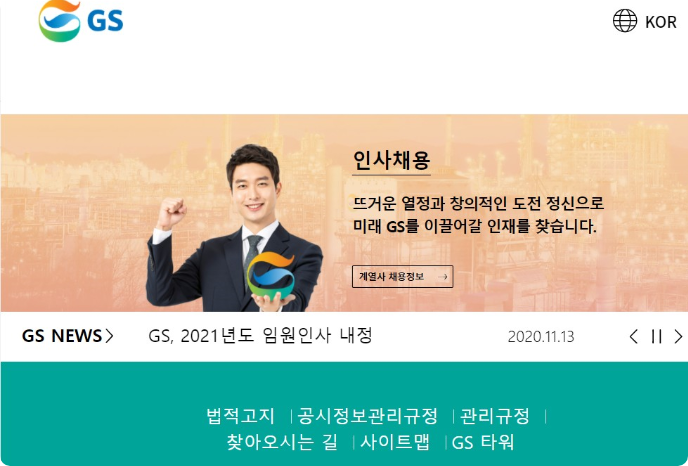 GS
KOR
인사채용
뜨거운 열정과 창의적인 도전 정신으로
미래 GS를 이끌어갈 인재를 찾습니다.
계열사 채용정보 →
GS NEWS > GS, 2021년도 임원인사 내정 2020.11.13
법적고지 | 공시정보관리규정 | 관리규정 |
찾아오시는 길 | 사이트맵 | GS 타워